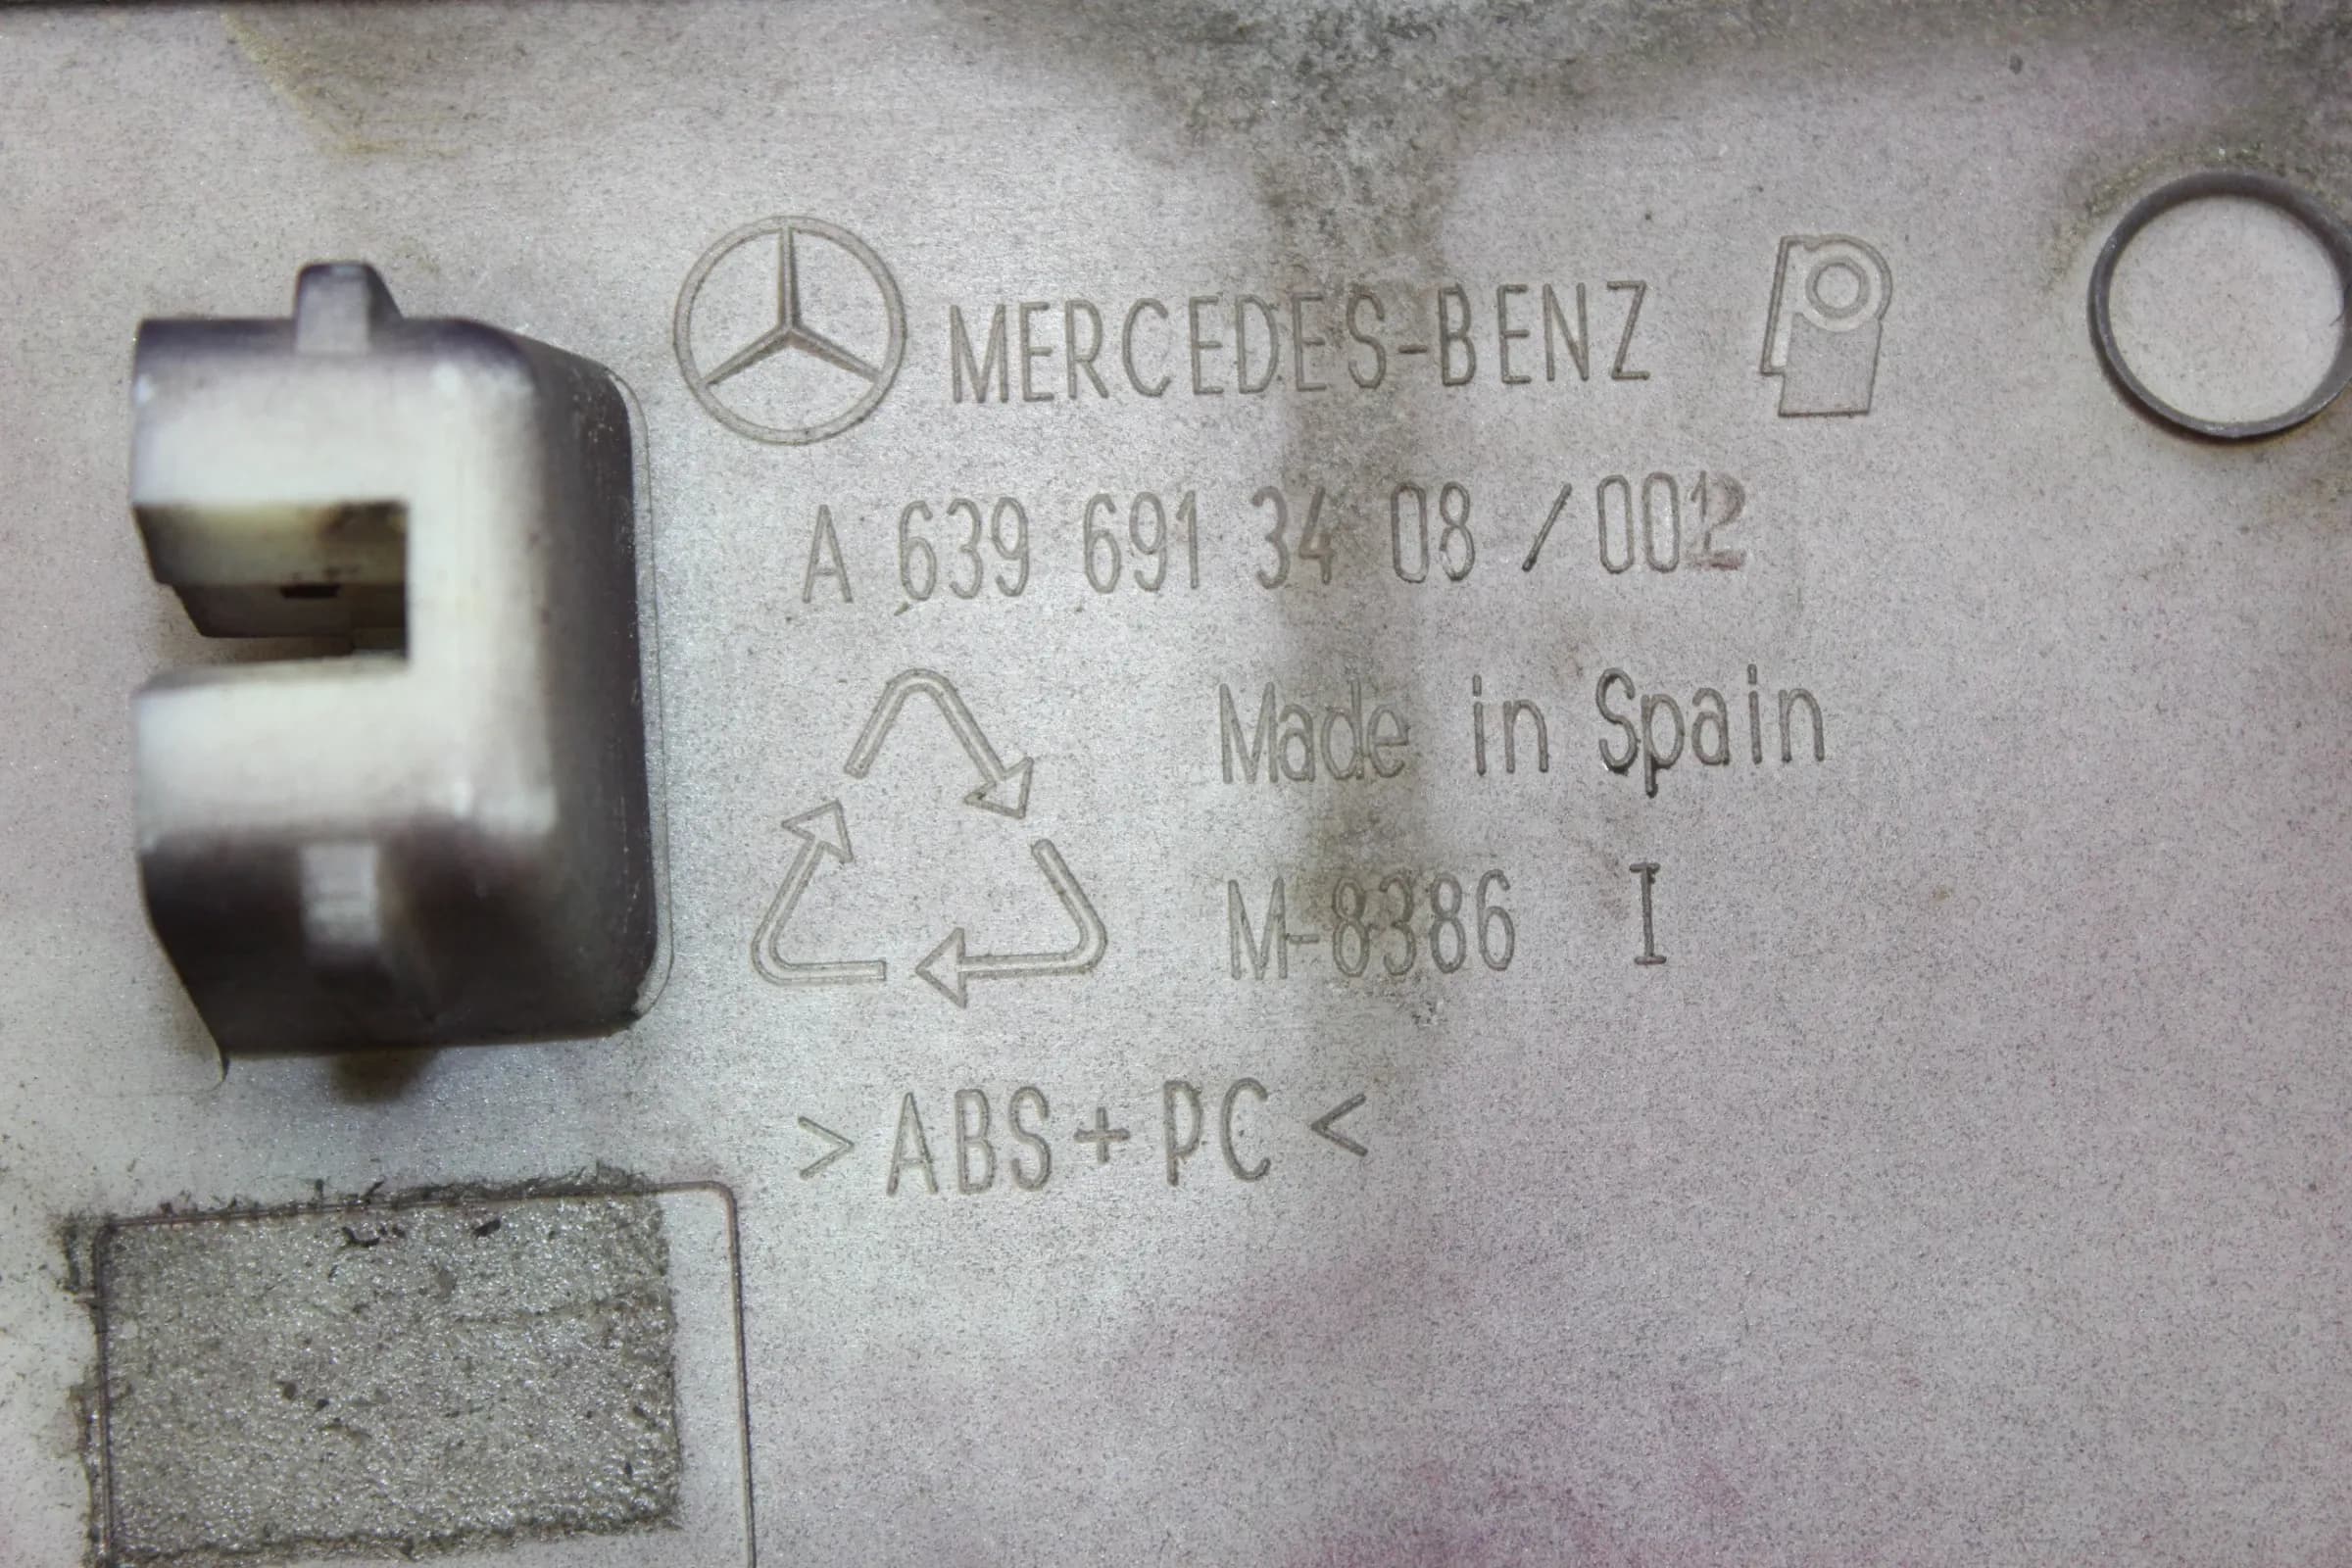 MERCEDES-BENZ
A 639 691 34 08 / 002
Made in Spain
M-8386 I
>ABS+PC<